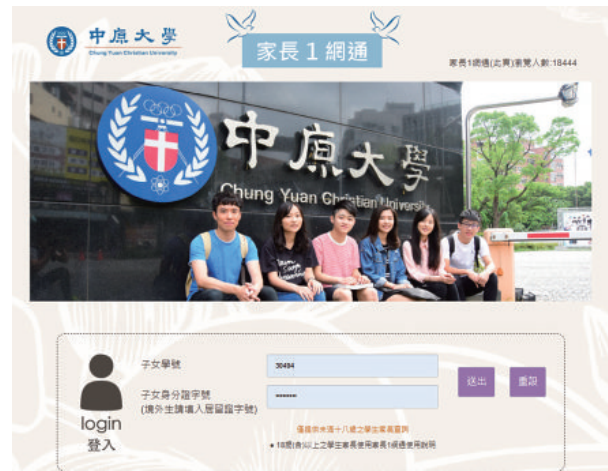 中原大學
Chung Yuan Christian University
家長1網通
家長1網通(此頁)瀏覽人數:18444
中原大學
Chung Yuan Christian University
子女學號
30494
送出
重設
子女身分證字號
(境外生請填入居留證字號)
login
登入
僅提供未滿十八歲之學生家長查詢
♦ 18歲(含)以上之學生家長使用家長1網通使用說明